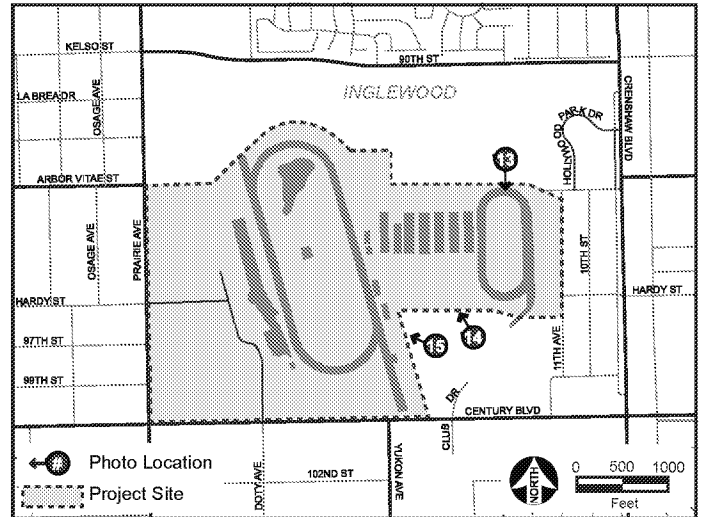 KELSO ST
90TH ST
INGLEWOOD
LA BREA DR
OSAGE AVE
CRENSHAW BLVD
HOLLYWOOD PARK DR
13
ARBOR VITAE ST
OSAGE AVE
PRAIRIE AVE
10TH ST
HARDY ST
HARDY ST
14
15
97TH ST
11TH AVE
99TH ST
CLUB DR
CENTURY BLVD
DOTY AVE
YUKON AVE
102ND ST
# Photo Location
Project Site
NORTH
0 500 1000
Feet